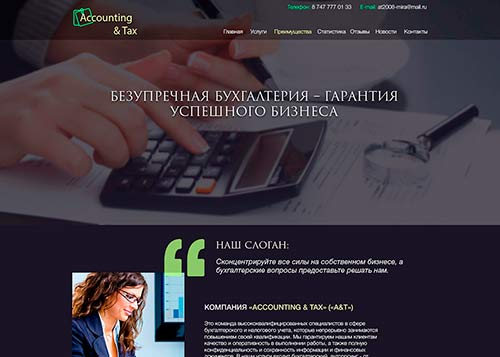 Accounting
& Tax
Телефон: 8 747 777 01 33
E-mail: at2008-mira@mail.ru
Главная Услуги Преимущества Статистика Отзывы Новости Контакты
БЕЗУПРЕЧНАЯ БУХГАЛТЕРИЯ – ГАРАНТИЯ
УСПЕШНОГО БИЗНЕСА
НАШ СЛОГАН:
Сконцентрируйте все силы на собственном бизнесе, а
бухгалтерские вопросы предоставьте решать нам.
КОМПАНИЯ «ACCOUNTING & TAX» («A&T»)
Это команда высококвалифицированных специалистов в сфере
бухгалтерского и налогового учета, которые непрерывно занимаются
повышением своей квалификации. Мы гарантируем нашим клиентам
качество и оперативность в выполнении работы, а также полную
конфиденциальность и сохранность информации и финансовых